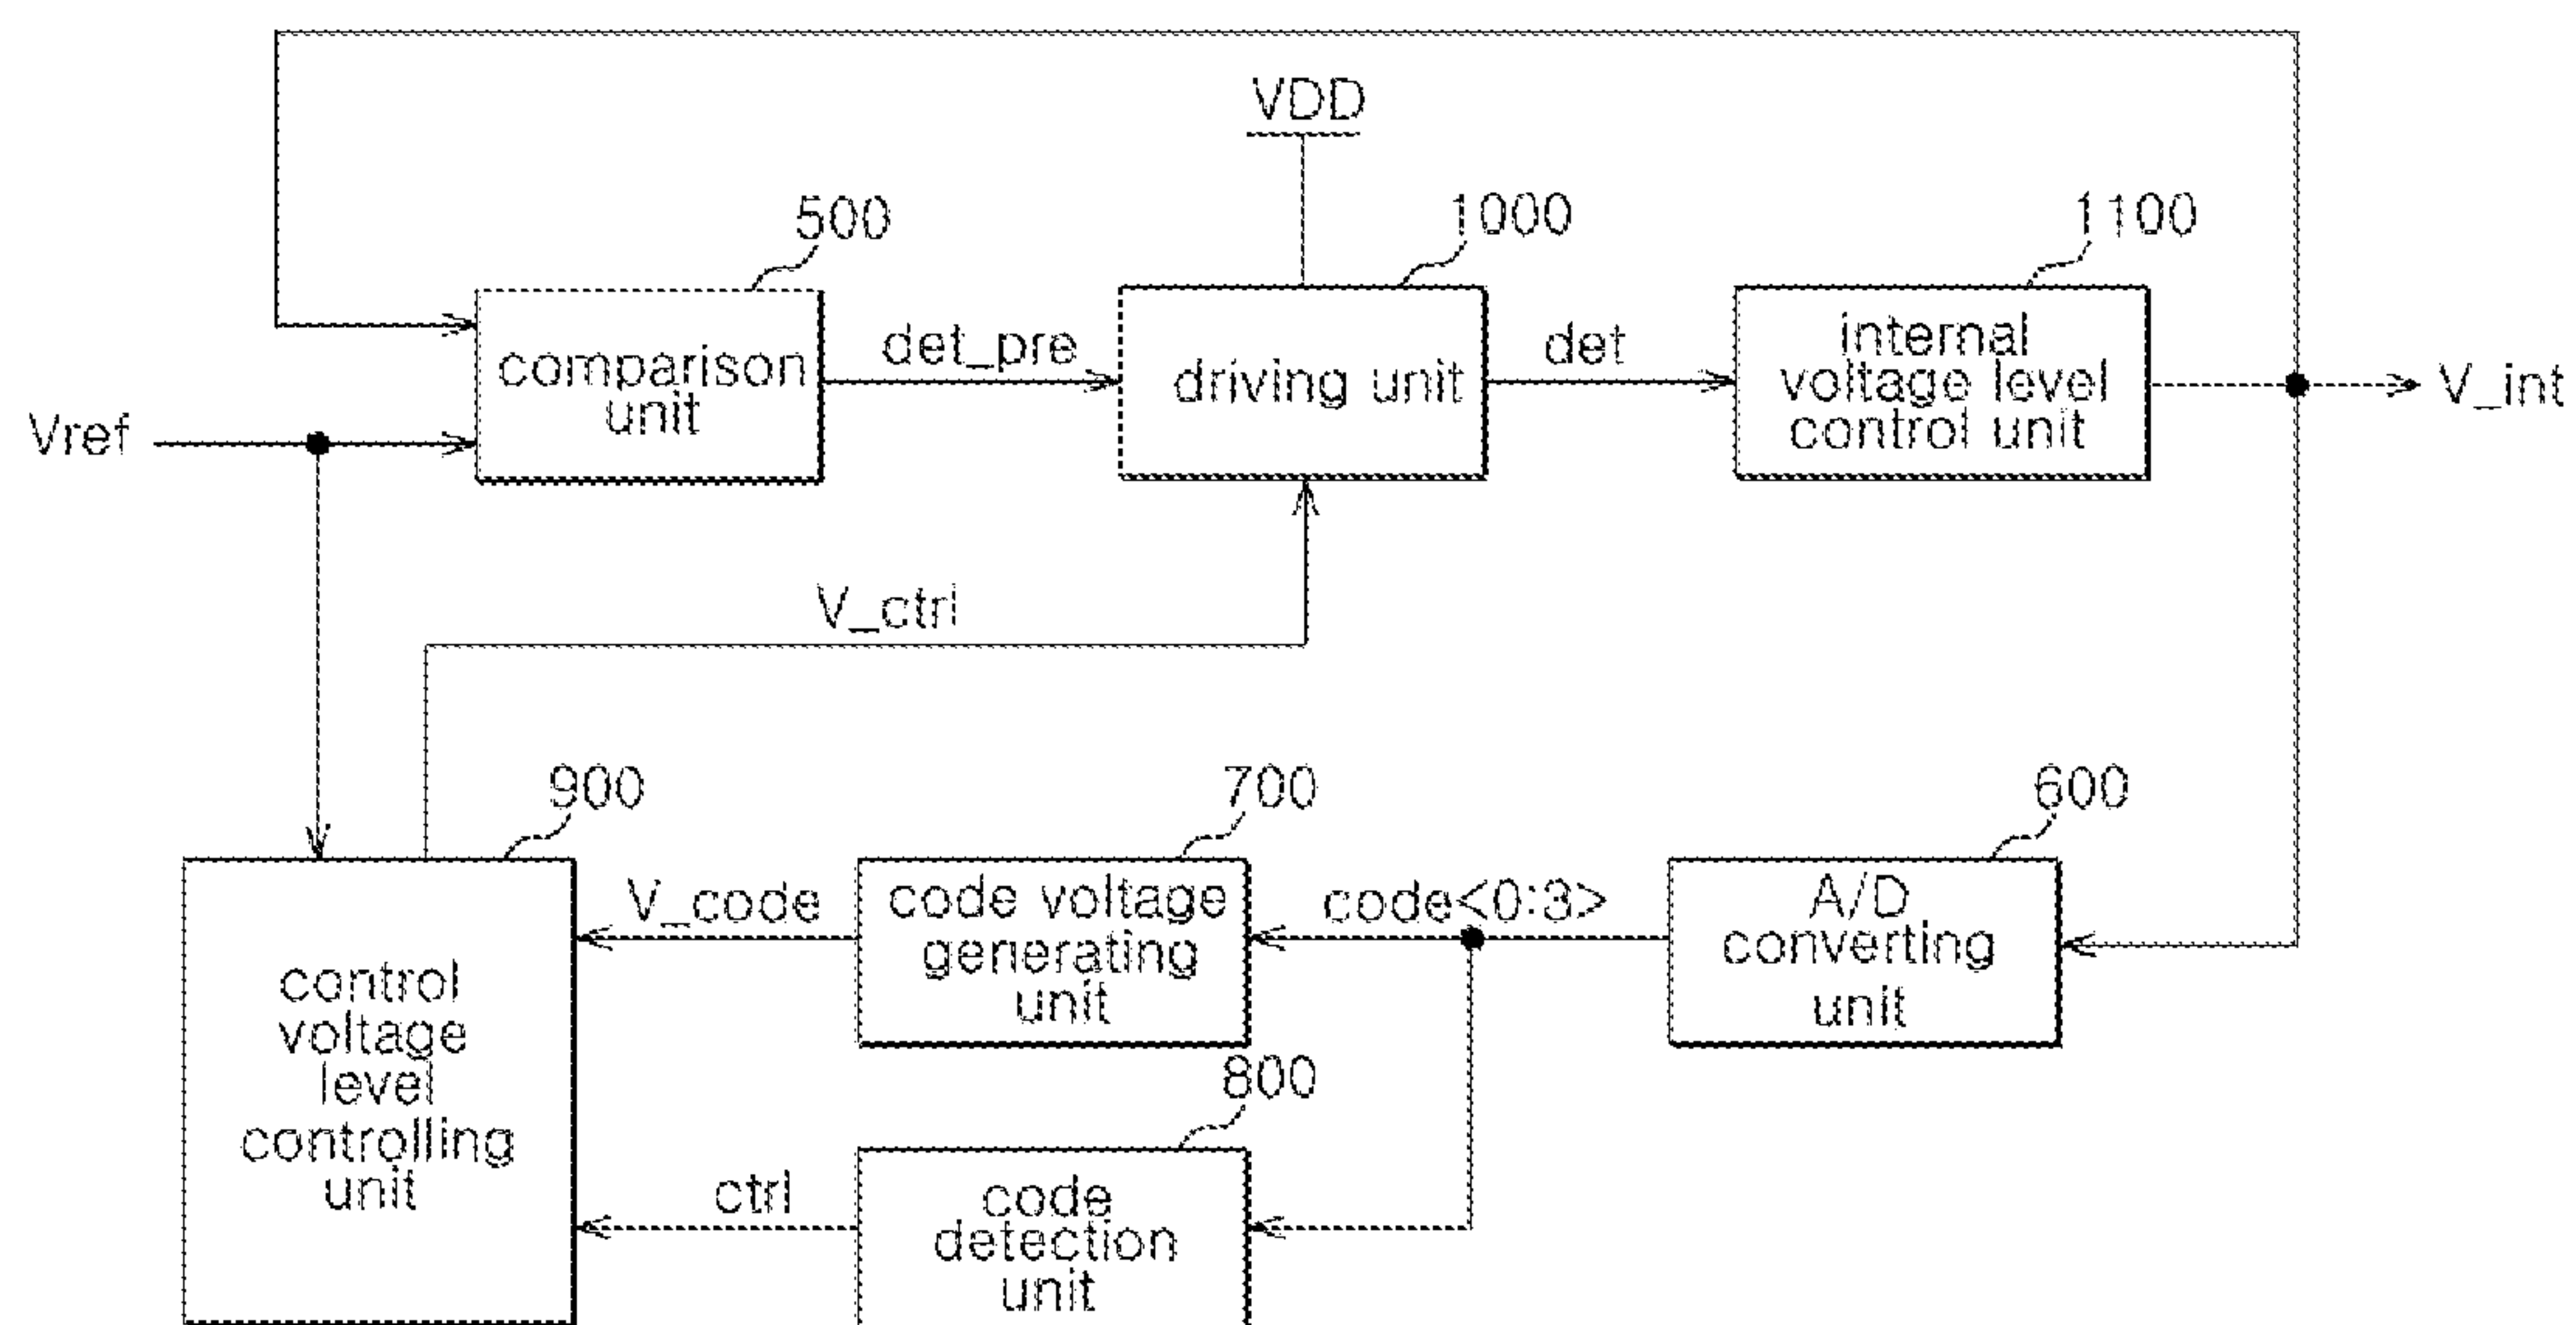 VDD
500
1000
1100
comparison
unit
det_pre
driving unit
det
internal
voltage level
control unit
V_int
Vref
V_ctrl
900
700
600
control
voltage
level
controlling
unit
V_code
code voltage
generating
unit
code<0:3>
A/D
converting
unit
800
ctrl
code
detection
unit